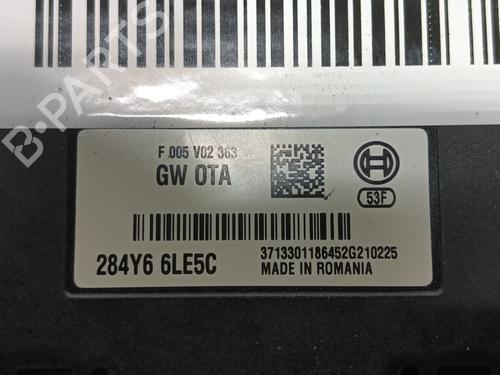 B-PARTS
F 005 V02 363
GW OTA
53F
284Y6 6LE5C
3713301186452G210225
MADE IN ROMANIA